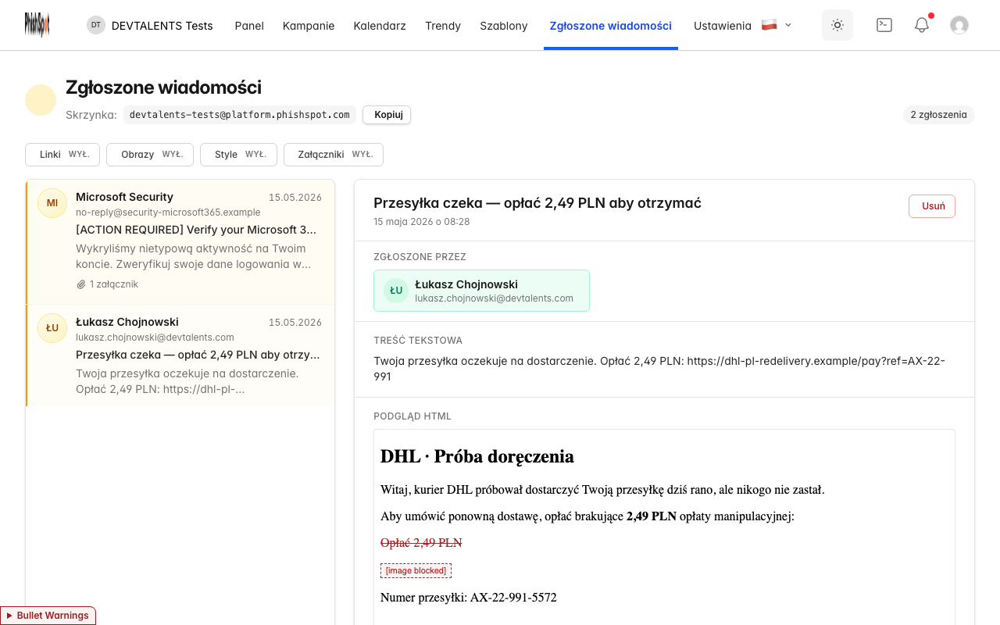 PhishSpot
DT DEVTALENTS Tests Panel Kampanie Kalendarz Trendy Szablony Zgłoszone wiadomości Ustawienia
Zgłoszone wiadomości
Skrzynka: devtalents-tests@platform.phishspot.com Kopiuj 2 zgłoszenia
Linki WYŁ. Obrazy WYŁ. Style WYŁ. Załączniki WYŁ.
MI Microsoft Security 15.05.2026
no-reply@security-microsoft365.example
[ACTION REQUIRED] Verify your Microsoft 3...
Wykryliśmy nietypową aktywność na Twoim
koncie. Zweryfikuj swoje dane logowania w...
1 załącznik
ŁU Łukasz Chojnowski 15.05.2026
lukasz.chojnowski@devtalents.com
Przesyłka czeka — opłać 2,49 PLN aby otrzy...
Twoja przesyłka oczekuje na dostarczenie.
Opłać 2,49 PLN: https://dhl-pl-...
Przesyłka czeka — opłać 2,49 PLN aby otrzymać Usuń
15 maja 2026 o 08:28
ZGŁOSZONE PRZEZ
ŁU Łukasz Chojnowski
lukasz.chojnowski@devtalents.com
TREŚĆ TEKSTOWA
Twoja przesyłka oczekuje na dostarczenie. Opłać 2,49 PLN: https://dhl-pl-redelivery.example/pay?ref=AX-22-
991
PODGLĄD HTML
DHL · Próba doręczenia
Witaj, kurier DHL próbował dostarczyć Twoją przesyłkę dziś rano, ale nikogo nie zastał.
Aby umówić ponowną dostawę, opłać brakujące 2,49 PLN opłaty manipulacyjnej:
Opłać 2,49 PLN
[image blocked]
Numer przesyłki: AX-22-991-5572
Bullet Warnings